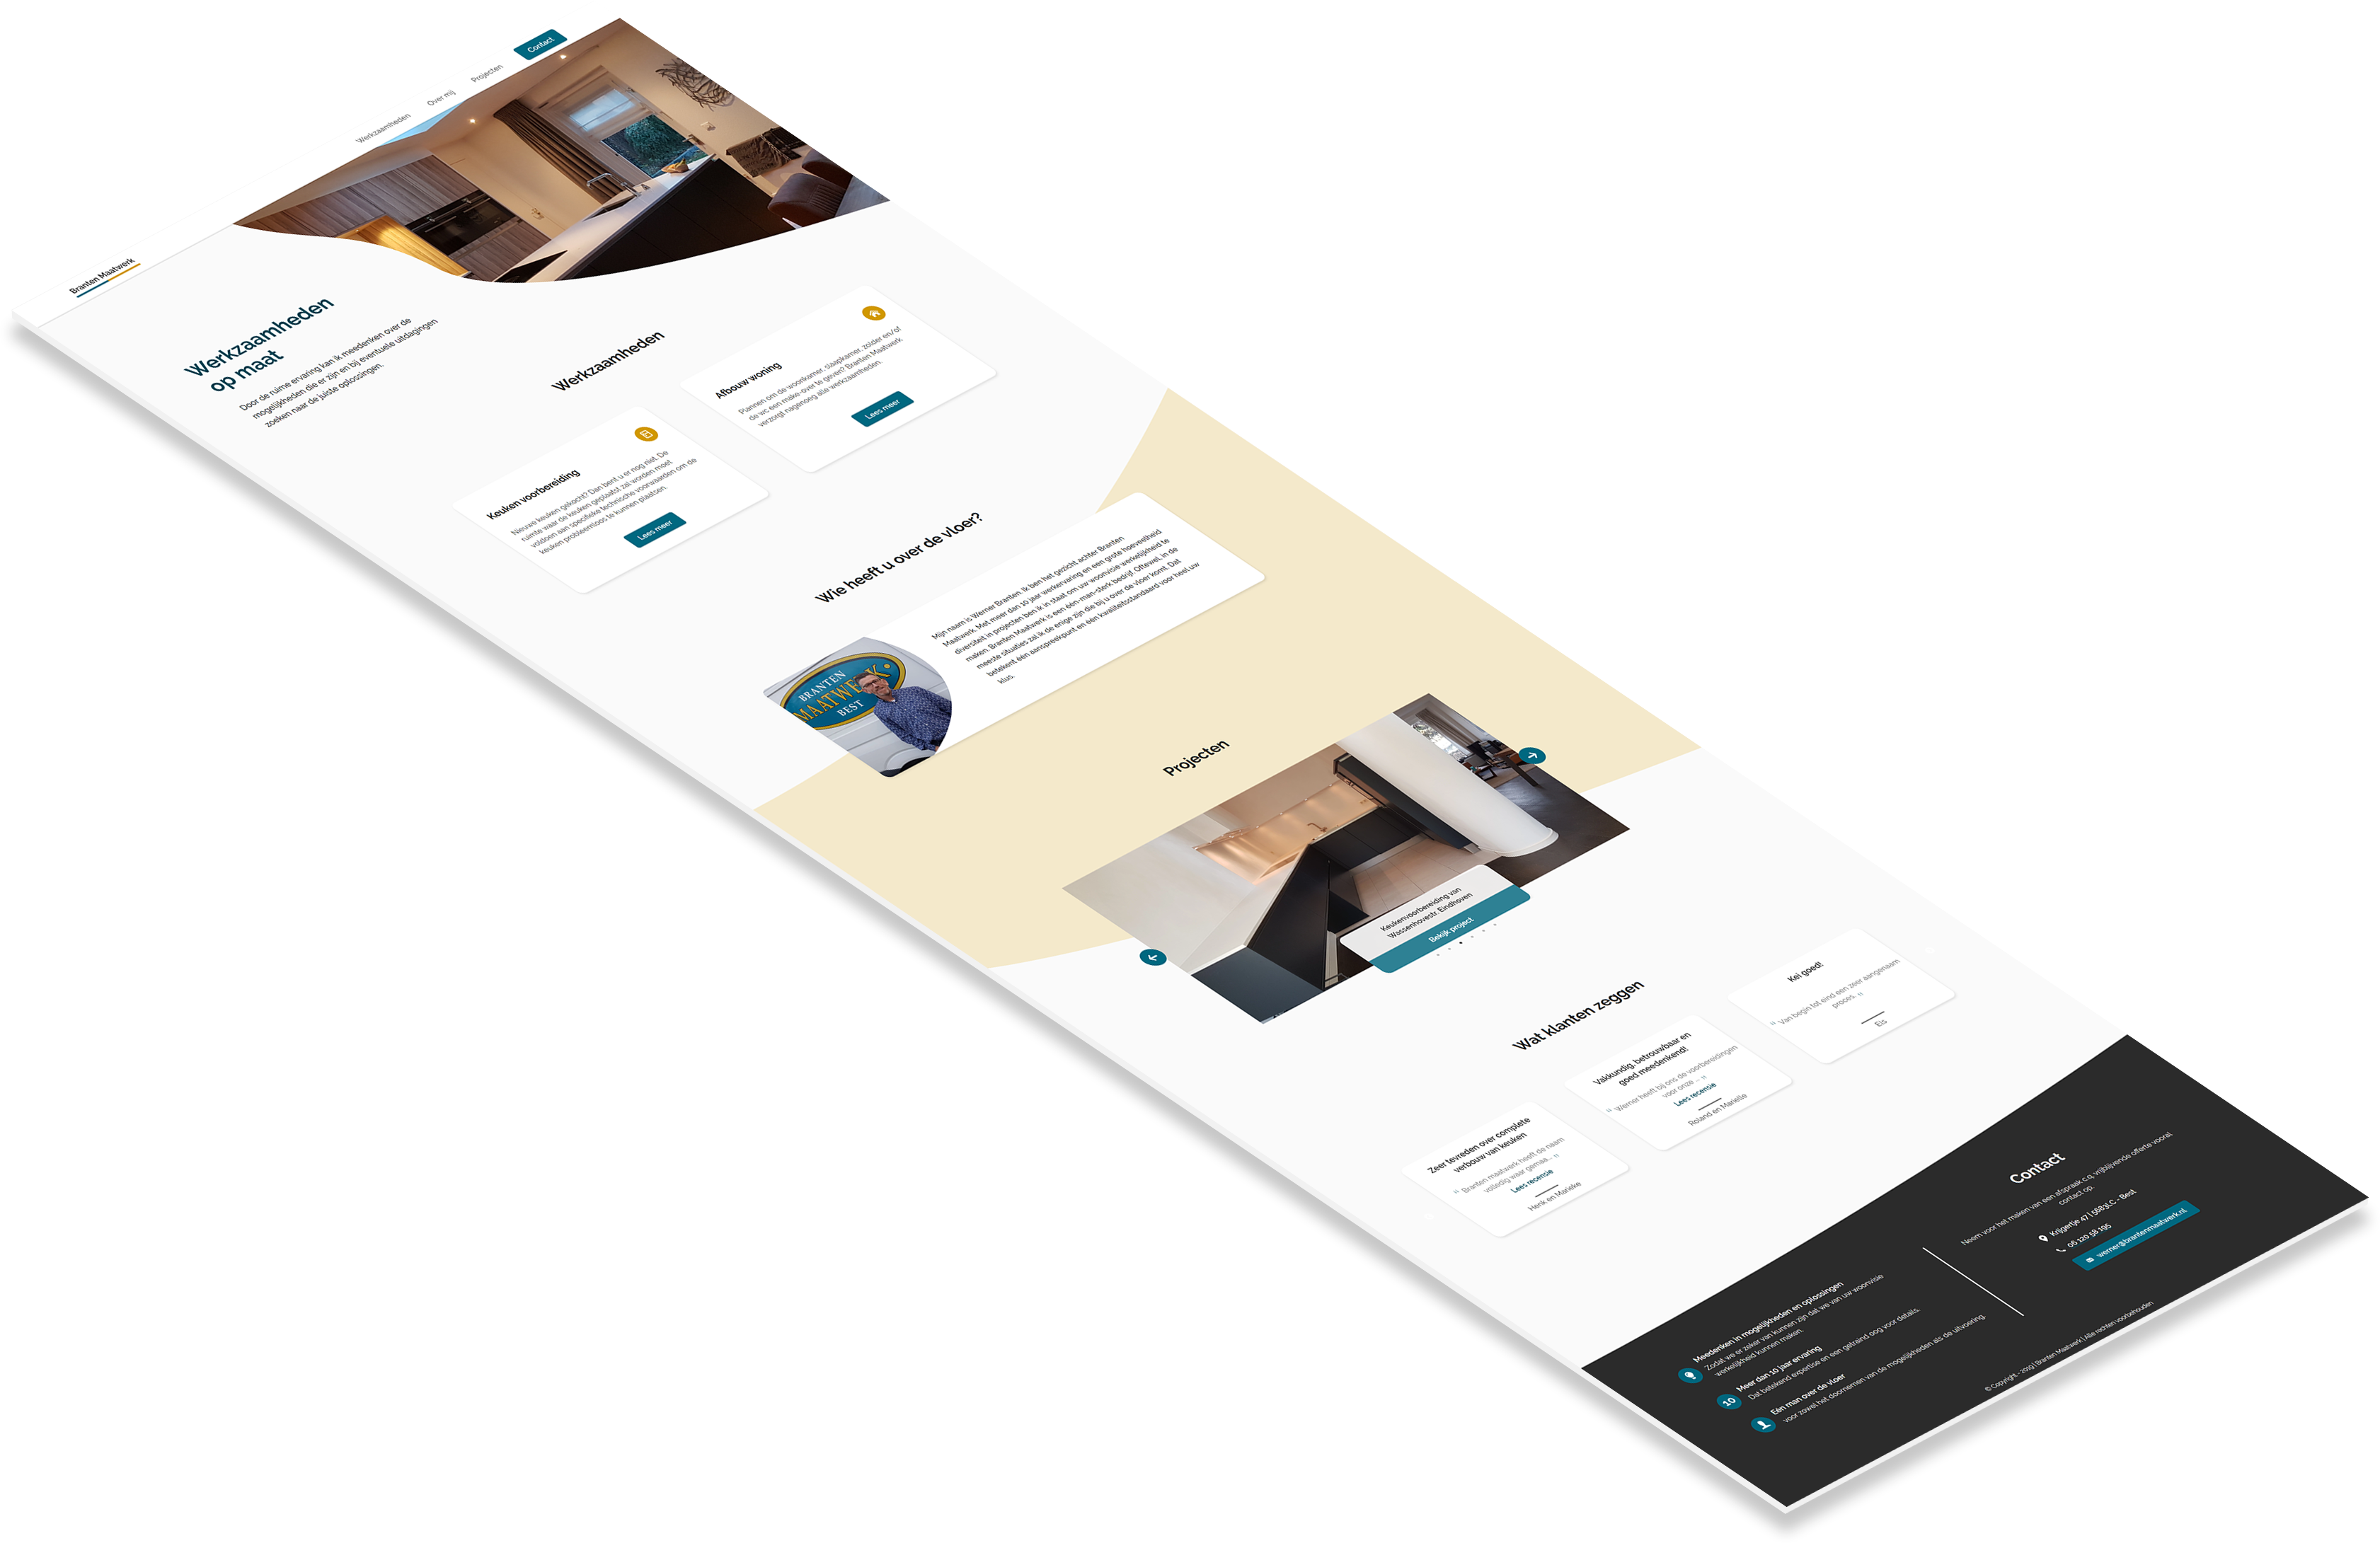 Branten Maatwerk
Werkzaamheden
Over mij
Projecten
Contact
Werkzaamheden
op maat
Door de ruime ervaring kan ik meedenken over de
mogelijkheden die er zijn en bij eventuele uitdagingen
zoeken naar de juiste oplossingen.
Werkzaamheden
Keuken voorbereiding
Nieuwe keuken gekocht? Dan bent u er nog niet. De
ruimte waar de keuken geplaatst zal worden moet
voldoen aan specifieke technische voorwaarden om de
keuken probleemloos te kunnen plaatsen.
Lees meer
Afbouw woning
Plannen om de woonkamer, slaapkamer, zolder en/of
de wc een make-over te geven? Branten Maatwerk
verzorgt nagenoeg alle werkzaamheden.
Lees meer
Wie heeft u over de vloer?
BRANTEN
MAATWERK
BEST
Mijn naam is Werner Branten. Ik ben het gezicht achter Branten
Maatwerk. Met meer dan 10 jaar werkervaring en een grote hoeveelheid
diversiteit in projecten ben ik in staat om uw woonvisie werkelijkheid te
maken. Branten Maatwerk is een één-man-sterk bedrijf. Oftewel, in de
meeste situaties zal ik de enige zijn die bij u over de vloer komt. Dat
betekent één aanspreekpunt en één kwaliteitsstandaard voor heel uw
klus.
Projecten
Keukenvoorbereiding van
Wassenhovestr. Eindhoven
Bekijk project
Wat klanten zeggen
Zeer tevreden over complete
verbouw van keuken
" Branten maatwerk heeft de naam
volledig waar gemaa... "
Lees recensie
Henk en Marieke
Vakkundig, betrouwbaar en
goed meedenkend!
" Werner heeft bij ons de voorbereidingen
voor onze ... "
Lees recensie
Roland en Mariëlle
Kei goed!
" Van begin tot eind een zeer aangenaam
proces. "
Els
Meedenken in mogelijkheden en oplossingen
Zodat we er zeker van kunnen zijn dat we van uw woonvisie
werkelijkheid kunnen maken.
10
Meer dan 10 jaar ervaring
Dat betekend expertise en een getraind oog voor details.
Eén man over de vloer
voor zowel het doornemen van de mogelijkheden als de uitvoering.
Contact
Neem voor het maken van een afspraak c.q. vrijblijvende offerte vooral
contact op.
Krijgertje 47 | 5683LC - Best
06 120 58 195
werner@brantenmaatwerk.nl
© Copyright - 2019 | Branten Maatwerk | Alle rechten voorbehouden